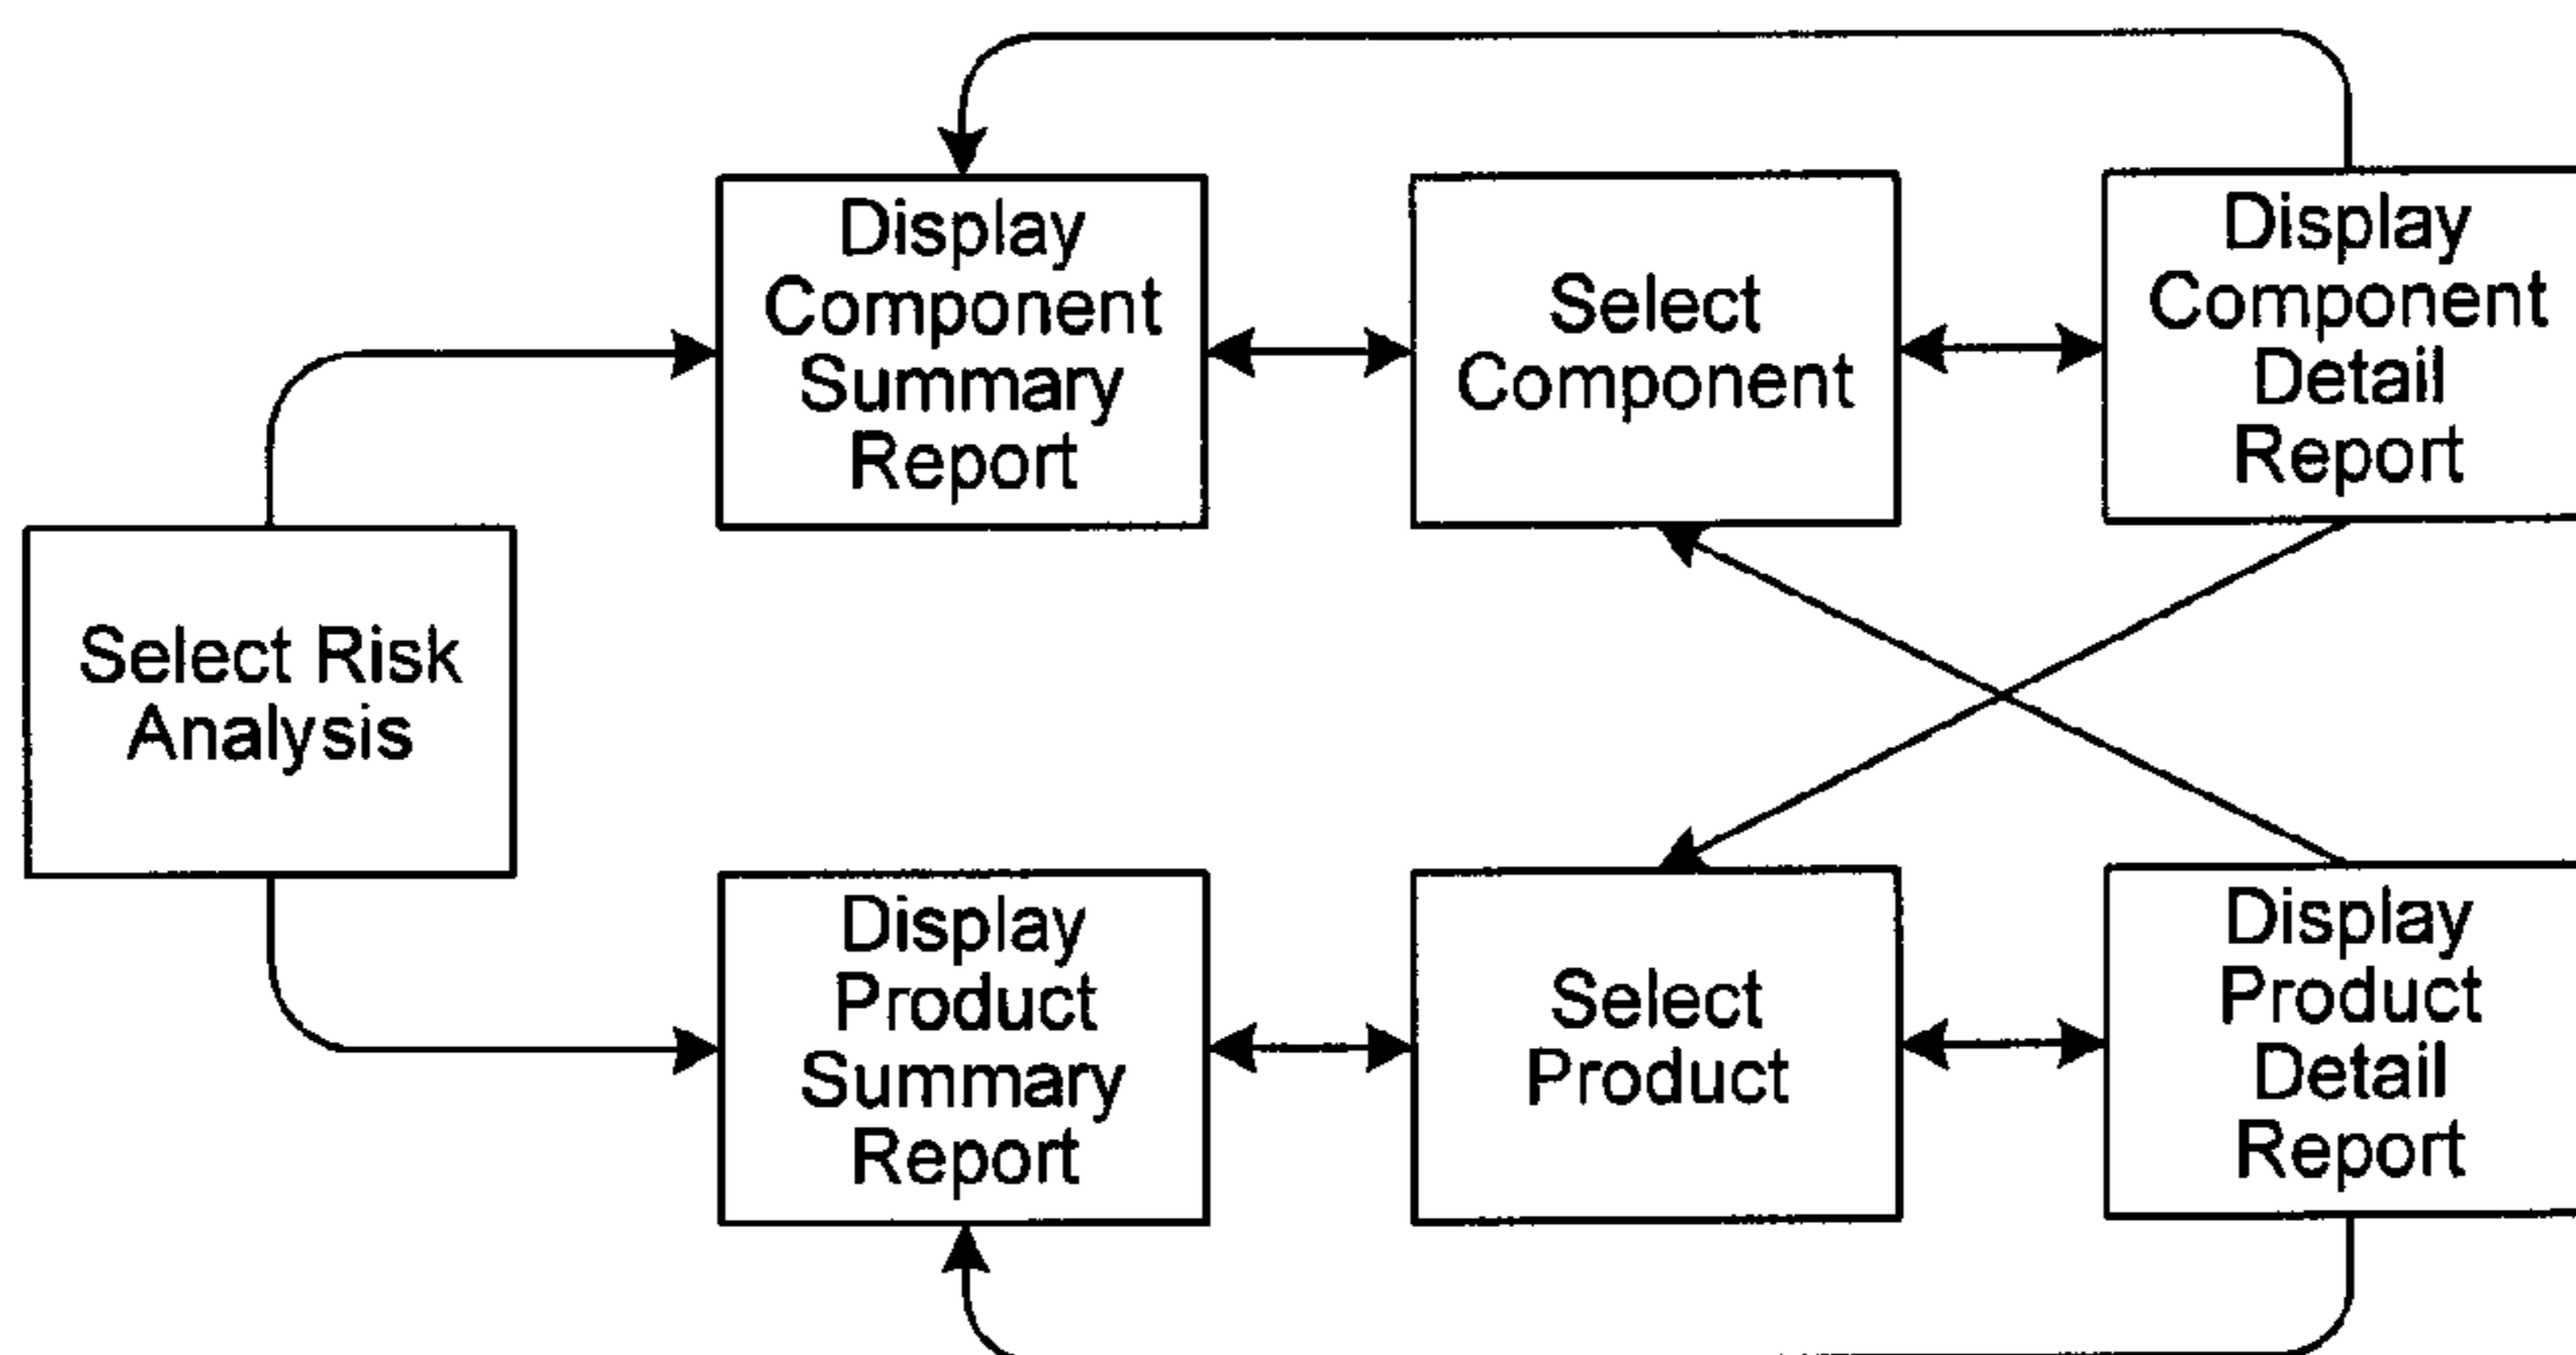 Display
Component
Summary
Report
Select
Component
Display
Component
Detail
Report
Select Risk
Analysis
Display
Product
Summary
Report
Select
Product
Display
Product
Detail
Report